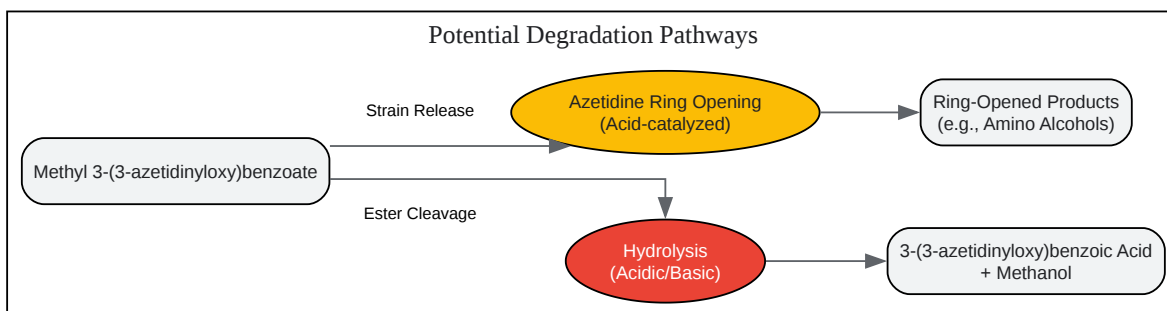 Potential Degradation Pathways
Strain Release
Azetidine Ring Opening
(Acid-catalyzed)
Ring-Opened Products
(e.g., Amino Alcohols)
Methyl 3-(3-azetidinyloxy)benzoate
Ester Cleavage
Hydrolysis
(Acidic/Basic)
3-(3-azetidinyloxy)benzoic Acid
+ Methanol